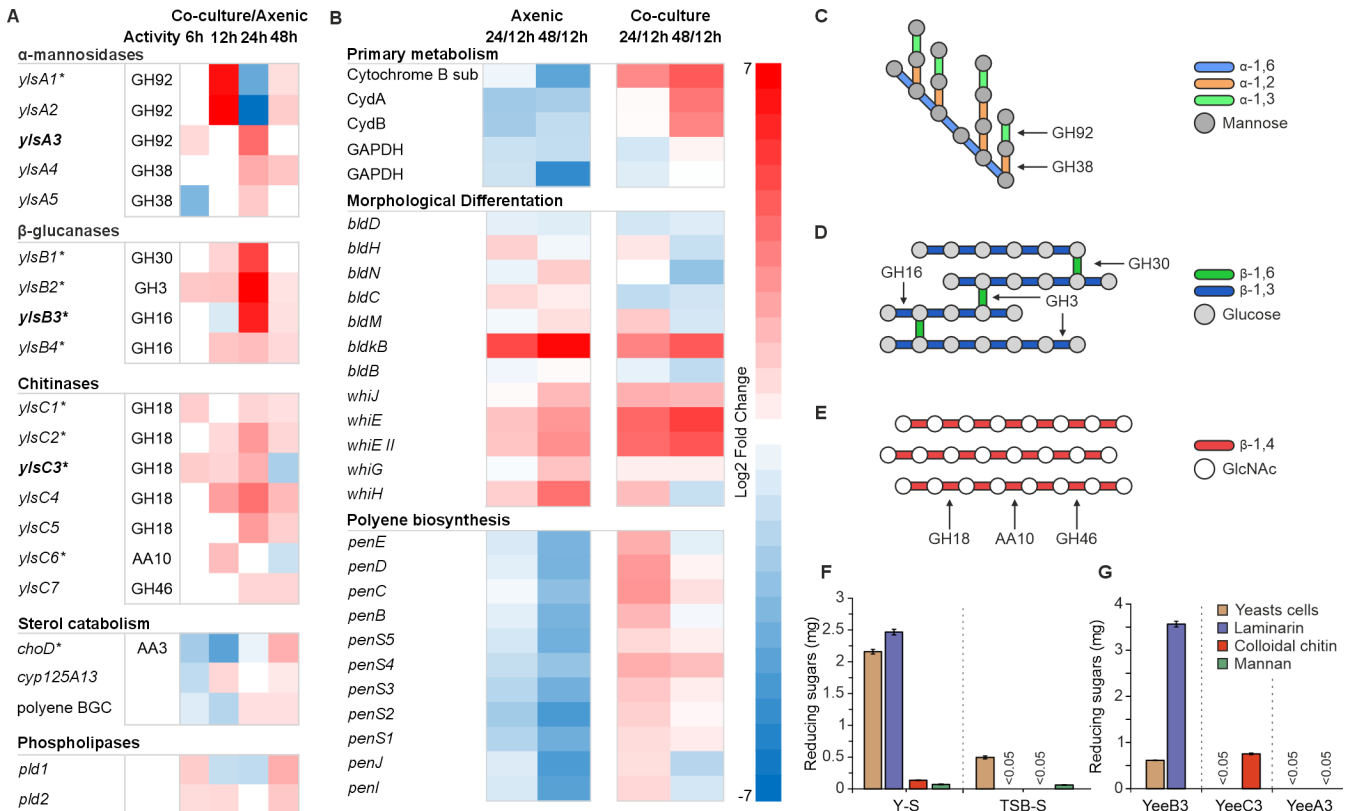 A
Co-culture/Axenic
Activity 6h 12h 24h 48h
α-mannosidases
ylsA1* GH92
ylsA2 GH92
ylsA3 GH92
ylsA4 GH38
ylsA5 GH38
β-glucanases
ylsB1* GH30
ylsB2* GH3
ylsB3* GH16
ylsB4* GH16
Chitinases
ylsC1* GH18
ylsC2* GH18
ylsC3* GH18
ylsC4 GH18
ylsC5 GH18
ylsC6* AA10
ylsC7 GH46
Sterol catabolism
choD* AA3
cyp125A13
polyene BGC
Phospholipases
pld1
pld2
B
Axenic Co-culture
24/12h 48/12h 24/12h 48/12h
Primary metabolism
Cytochrome B sub
CydA
CydB
GAPDH
GAPDH
Morphological Differentation
bldD
bldH
bldN
bldC
bldM
bldkB
bldB
whiJ
whiE
whiE II
whiG
whiH
Polyene biosynthesis
penE
penD
penC
penB
penS5
penS4
penS3
penS2
penS1
penJ
penI
7
Log2 Fold Change
-7
C
GH92
GH38
α-1,6
α-1,2
α-1,3
Mannose
D
GH16
GH30
GH3
β-1,6
β-1,3
Glucose
E
GH18 AA10 GH46
β-1,4
GlcNAc
F
Reducing sugars (mg)
3
2.5
2
1.5
1
0.5
0
<0.05
<0.05
Y-S TSB-S
G
Reducing sugars (mg)
4
3
2
1
0
Yeasts cells
Laminarin
Colloidal chitin
Mannan
<0.05
<0.05
<0.05
YeeB3 YeeC3 YeeA3